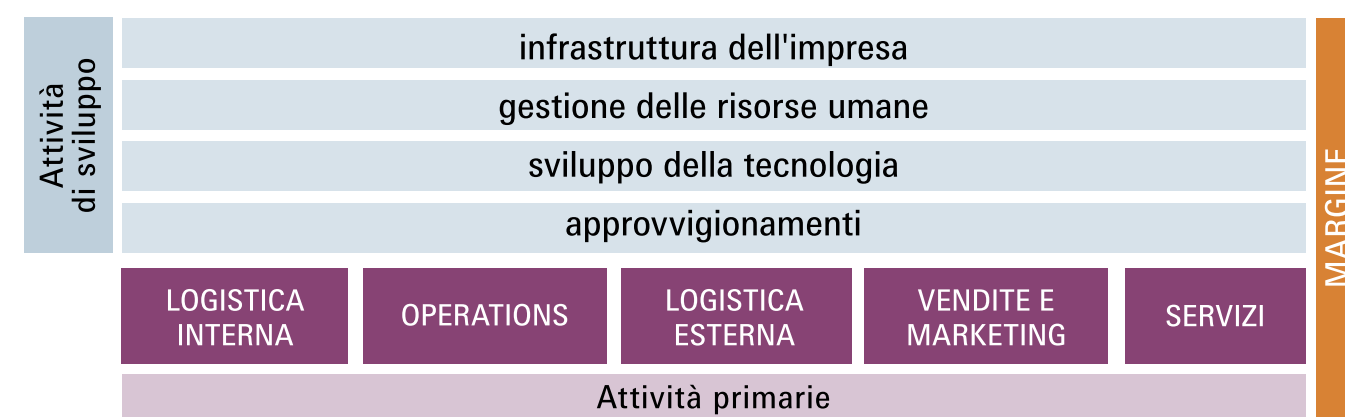 Attività
di sviluppo
infrastruttura dell'impresa
gestione delle risorse umane
sviluppo della tecnologia
approvvigionamenti
LOGISTICA
INTERNA
OPERATIONS
LOGISTICA
ESTERNA
VENDITE E
MARKETING
SERVIZI
Attività primarie
MARGINE